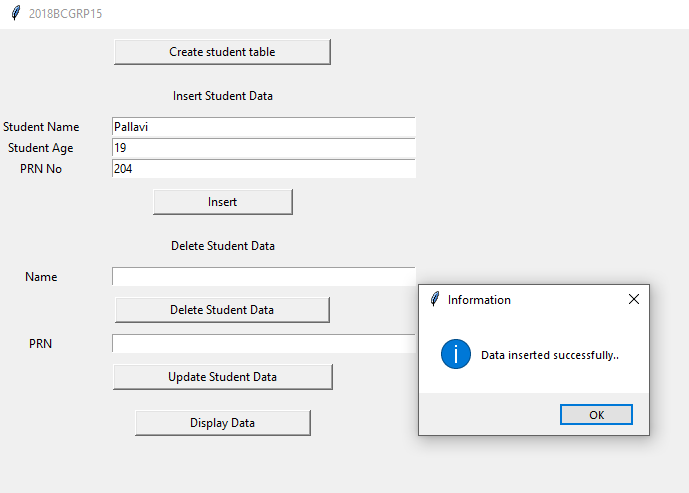 2018BCGRP15
Create student table
Insert Student Data
Student Name Pallavi
Student Age 19
PRN No 204
Insert
Delete Student Data
Name
Delete Student Data
PRN
Update Student Data
Display Data
Information
Data inserted successfully..
OK